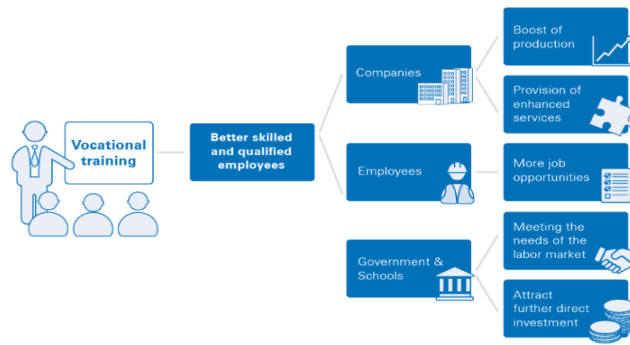 Vocational
training
Better skilled
and qualified
employees
Companies
Boost of
production
Provision of
enhanced
services
Employees
More job
opportunities
Government &
Schools
Meeting the
needs of the
labor market
Attract
further direct
investment